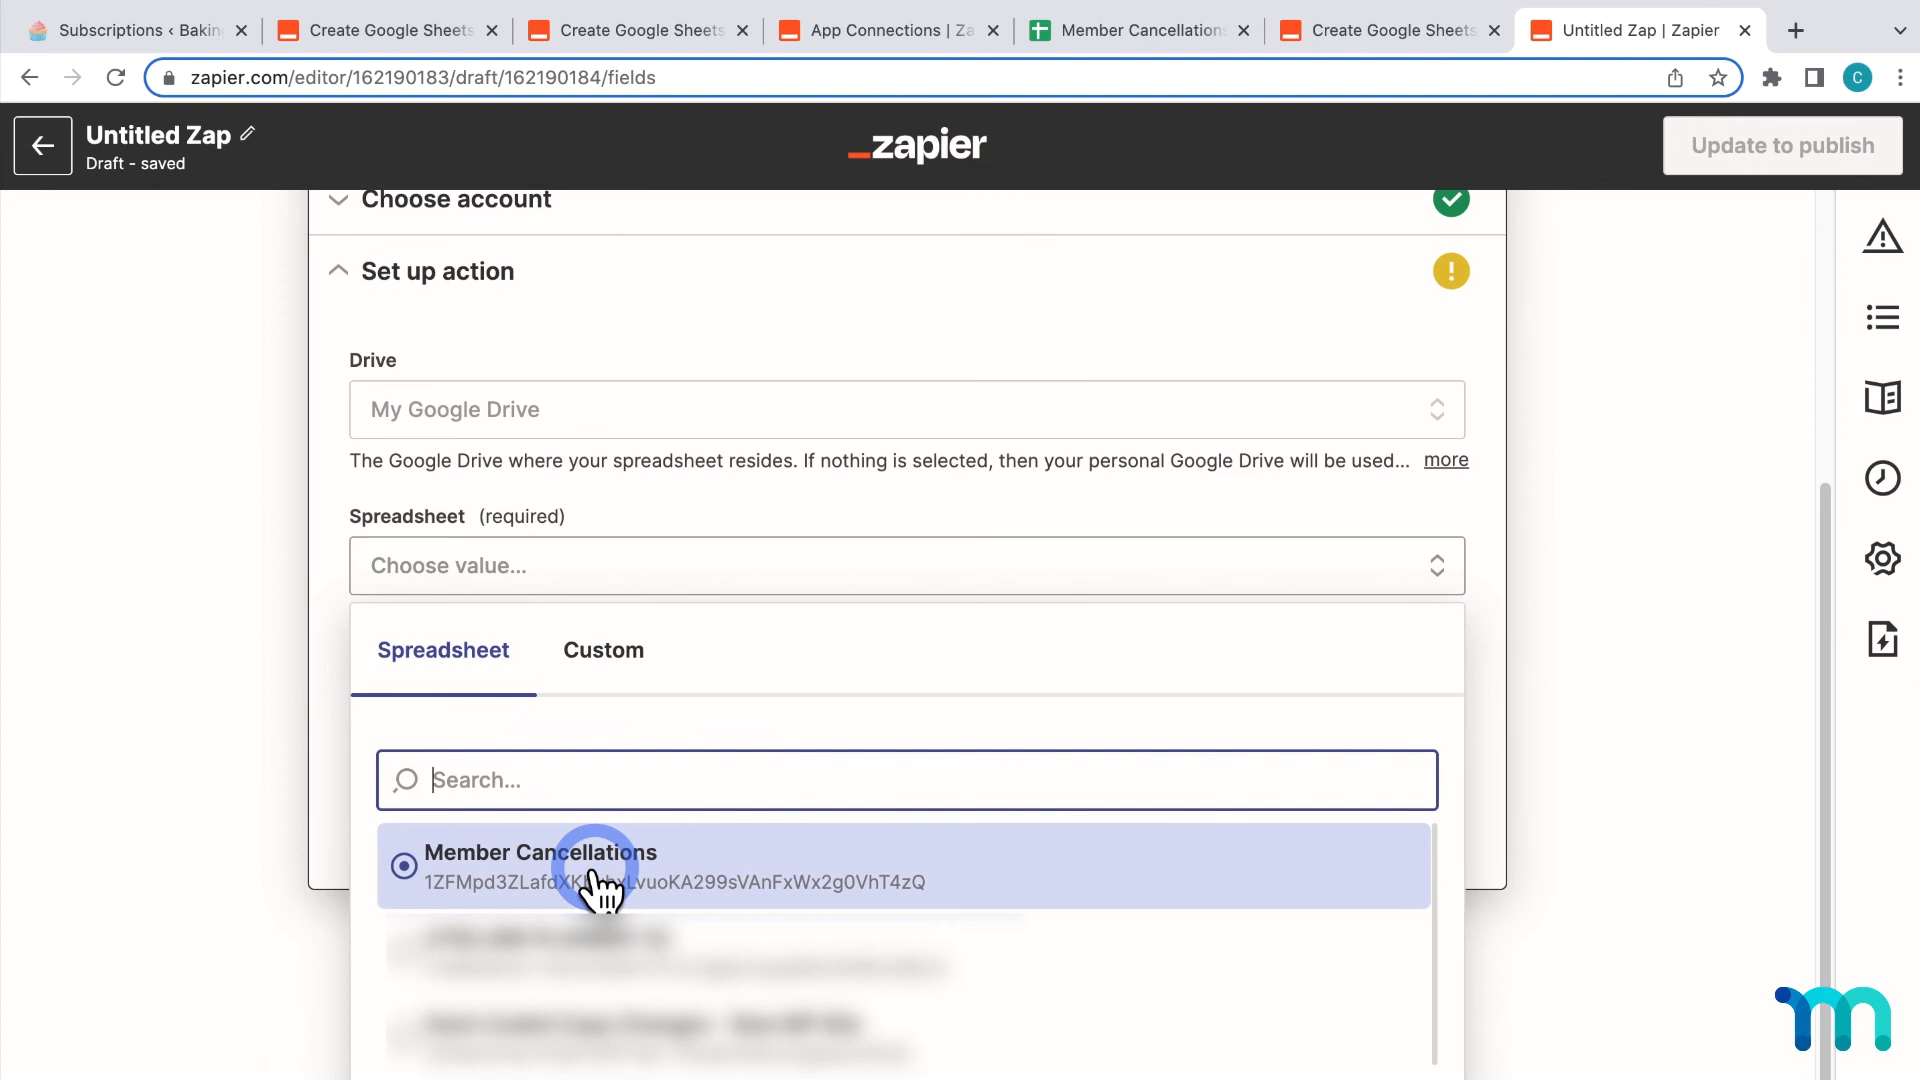 Subscriptions ‹ Bakin
Create Google Sheets
Create Google Sheets
App Connections | Za
Member Cancellations
Create Google Sheets
Untitled Zap | Zapier
zapier.com/editor/162190183/draft/162190184/fields
C
Untitled Zap
Draft - saved
zapier
Update to publish
Choose account
Set up action
Drive
My Google Drive
The Google Drive where your spreadsheet resides. If nothing is selected, then your personal Google Drive will be used... more
Spreadsheet (required)
Choose value...
Spreadsheet
Custom
Search...
Member Cancellations